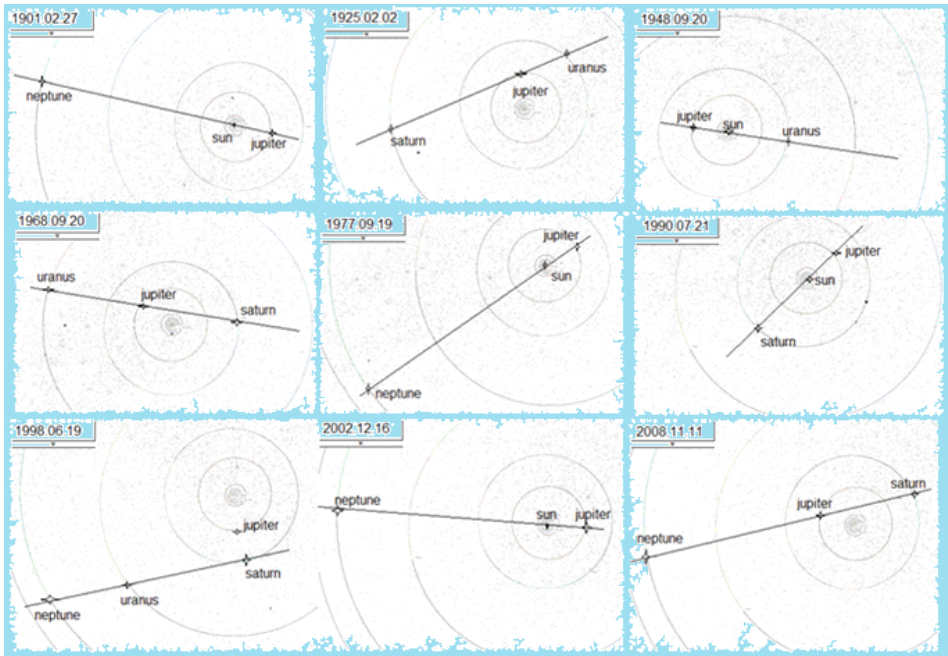 1901 02 27
neptune
sun
jupiter
1925 02 02
uranus
jupiter
saturn
1948 09 20
jupiter
sun
uranus
1968 09 20
uranus
jupiter
saturn
1977 09 19
jupiter
sun
neptune
1990 07 21
jupiter
sun
saturn
1998 06 19
jupiter
saturn
uranus
neptune
2002 12 16
neptune
sun
jupiter
2008 11 11
saturn
jupiter
neptune